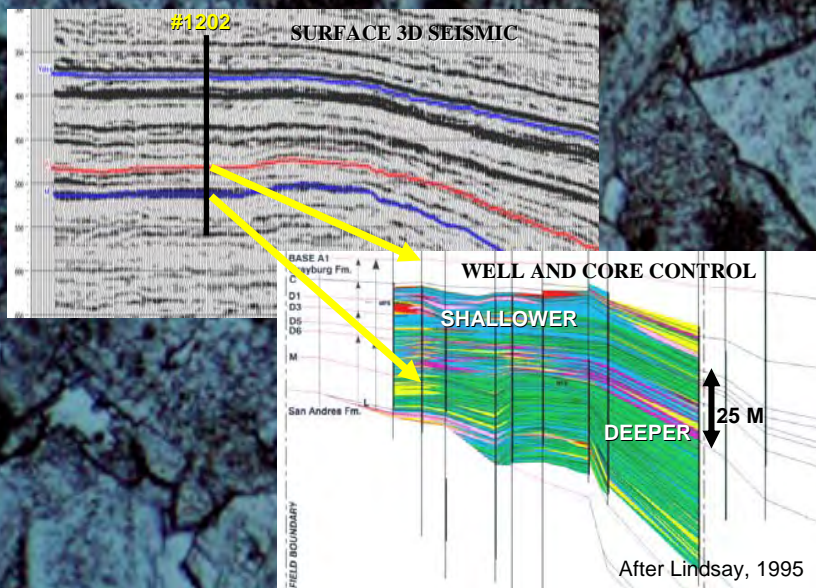 #1202
SURFACE 3D SEISMIC
WELL AND CORE CONTROL
BASE A1
Grayburg Fm.
C
D1
D3
D5
D6
M
San Andres Fm.
L
SHALLOWER
DEEPER
25 M
FIELD BOUNDARY
After Lindsay, 1995